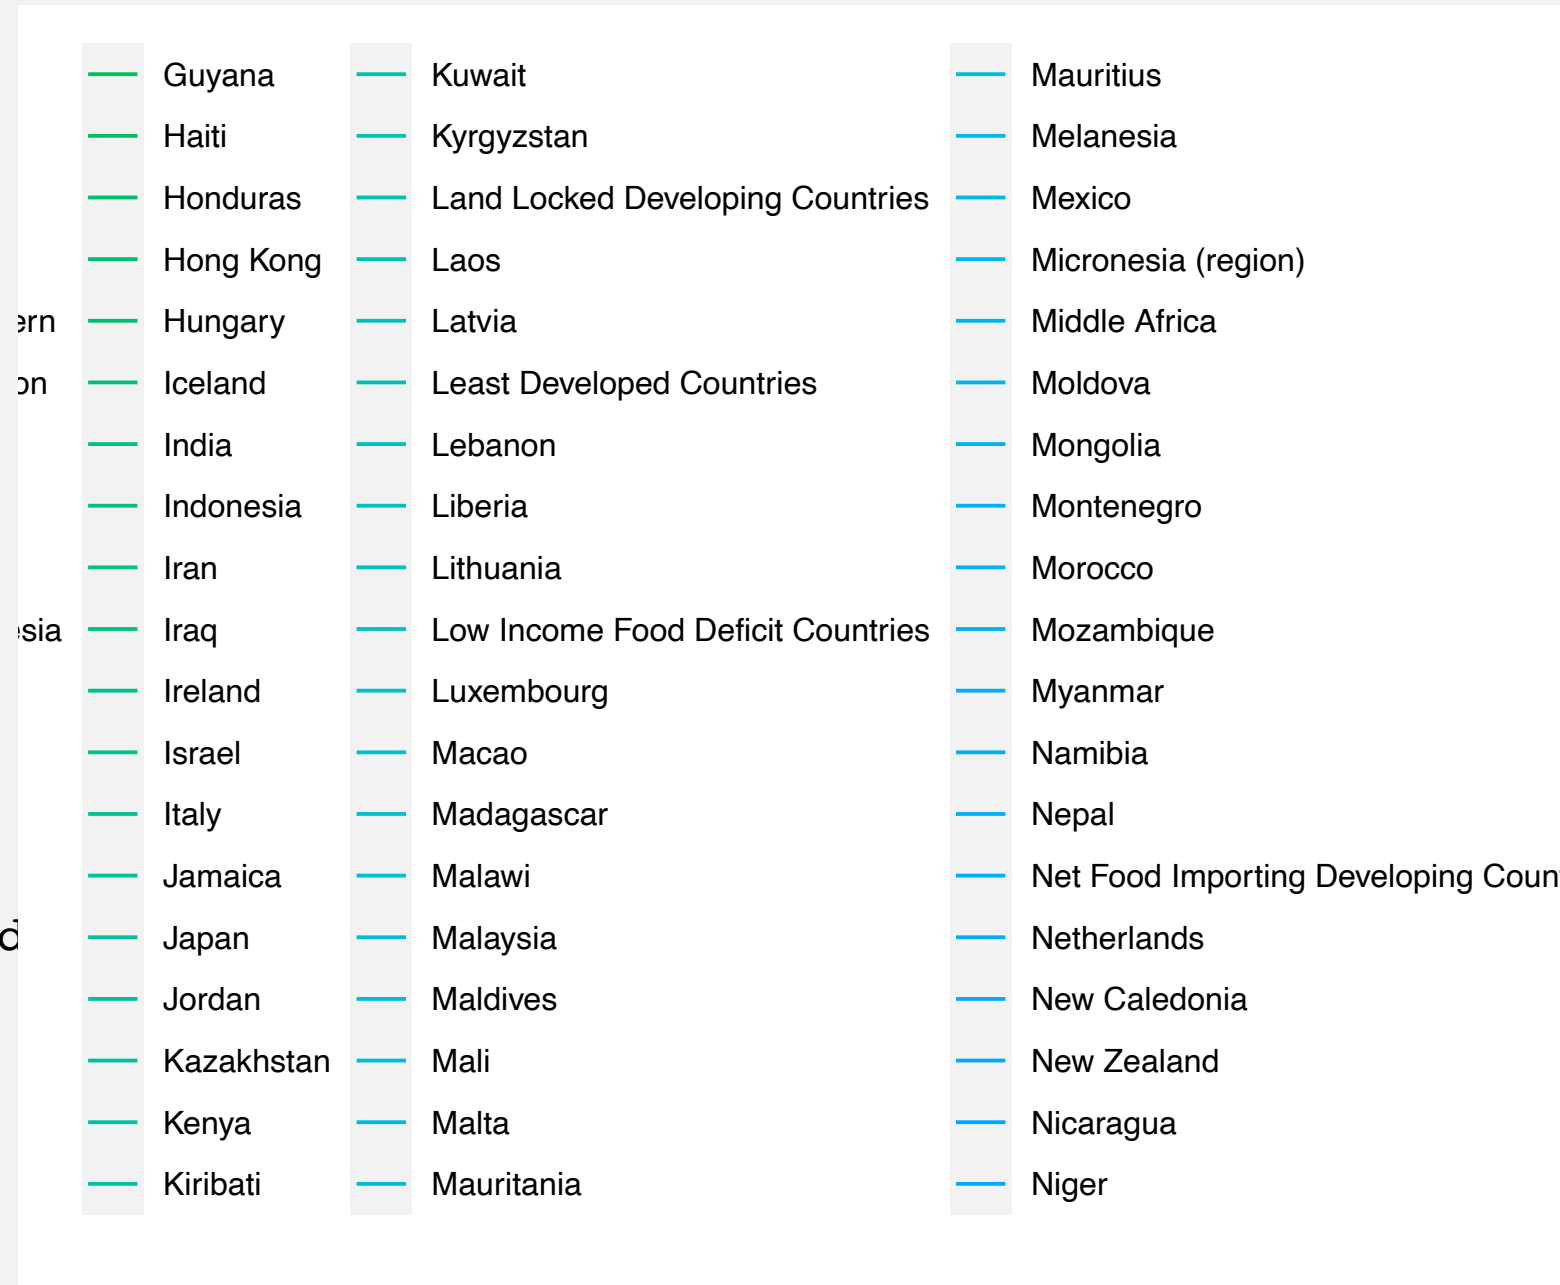 Guyana
Haiti
Honduras
Hong Kong
Hungary
Iceland
India
Indonesia
Iran
Iraq
Ireland
Israel
Italy
Jamaica
Japan
Jordan
Kazakhstan
Kenya
Kiribati
Kuwait
Kyrgyzstan
Land Locked Developing Countries
Laos
Latvia
Least Developed Countries
Lebanon
Liberia
Lithuania
Low Income Food Deficit Countries
Luxembourg
Macao
Madagascar
Malawi
Malaysia
Maldives
Mali
Malta
Mauritania
Mauritius
Melanesia
Mexico
Micronesia (region)
Middle Africa
Moldova
Mongolia
Montenegro
Morocco
Mozambique
Myanmar
Namibia
Nepal
Net Food Importing Developing
Netherlands
New Caledonia
New Zealand
Nicaragua
Niger